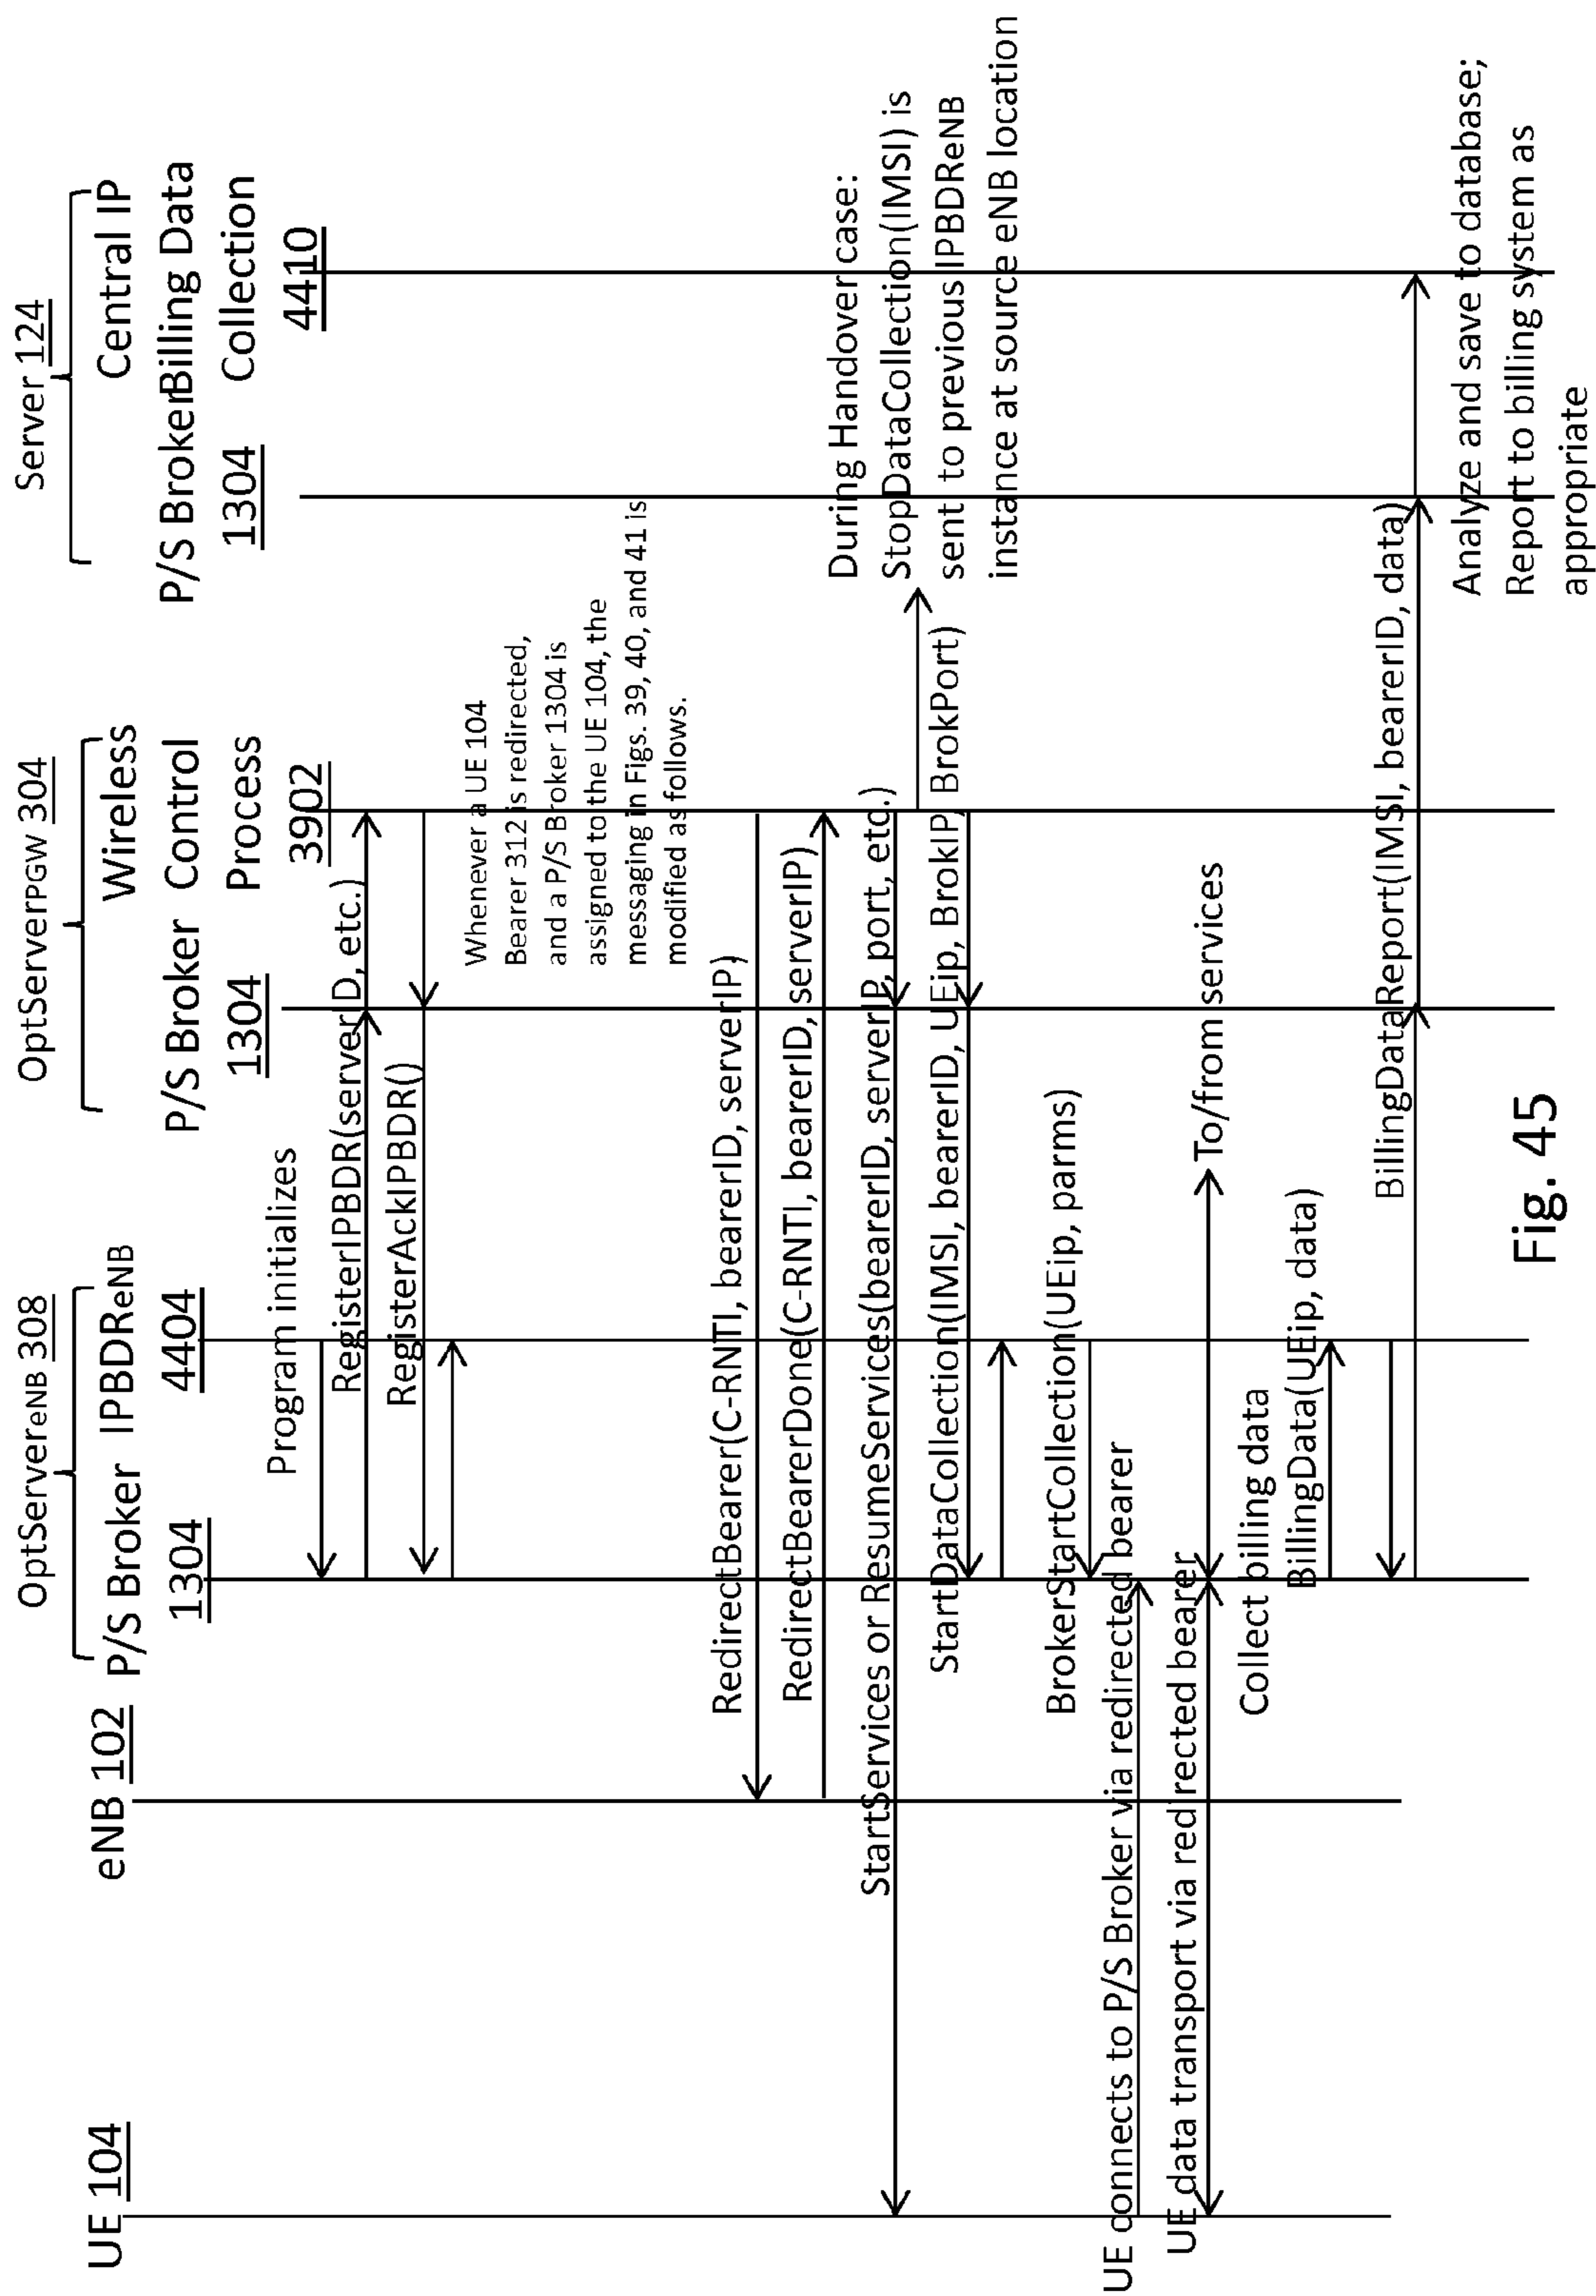 UE 104
eNB 102
OptServereNB 308
P/S Broker
1304
IPBDReNB
4404
OptServerPGW 304
P/S Broker
1304
Wireless
Control
Process
3902
Server 124
P/S Broker
1304
Central IP
Billing Data
Collection
4410
Program initializes
RegisterIPBDR(serverID, etc.)
RegisterAckIPBDR()
Whenever a UE 104
Bearer 312 is redirected,
and a P/S Broker 1304 is
assigned to the UE 104, the
messaging in Figs. 39, 40, and 41 is
modified as follows.
RedirectBearer(C-RNTI, bearerID, serverIP)
RedirectBearerDone(C-RNTI, bearerID, serverIP)
StartServices or ResumeServices(bearerID, serverIP, port, etc.)
During Handover case:
StopDataCollection(IMSI) is
sent to previous IPBDReNB
instance at source eNB location
StartDataCollection(IMSI, bearerID, UEip, BrokIP, BrokPort)
BrokerStartCollection(UEip, parms)
UE connects to P/S Broker via redirected bearer
UE data transport via redirected bearer
To/from services
Collect billing data
BillingData(UEip, data)
BillingDataReport(IMSI, bearerID, data)
Analyze and save to database;
Report to billing system as
appropriate
Fig. 45